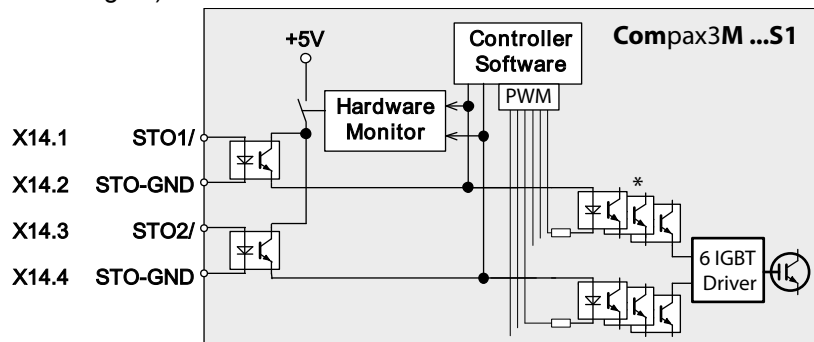 Compax3M ...S1
+5V
Controller
Software
PWM
Hardware
Monitor
X14.1 STO1/
X14.2 STO-GND
X14.3 STO2/
X14.4 STO-GND
*
6 IGBT
Driver